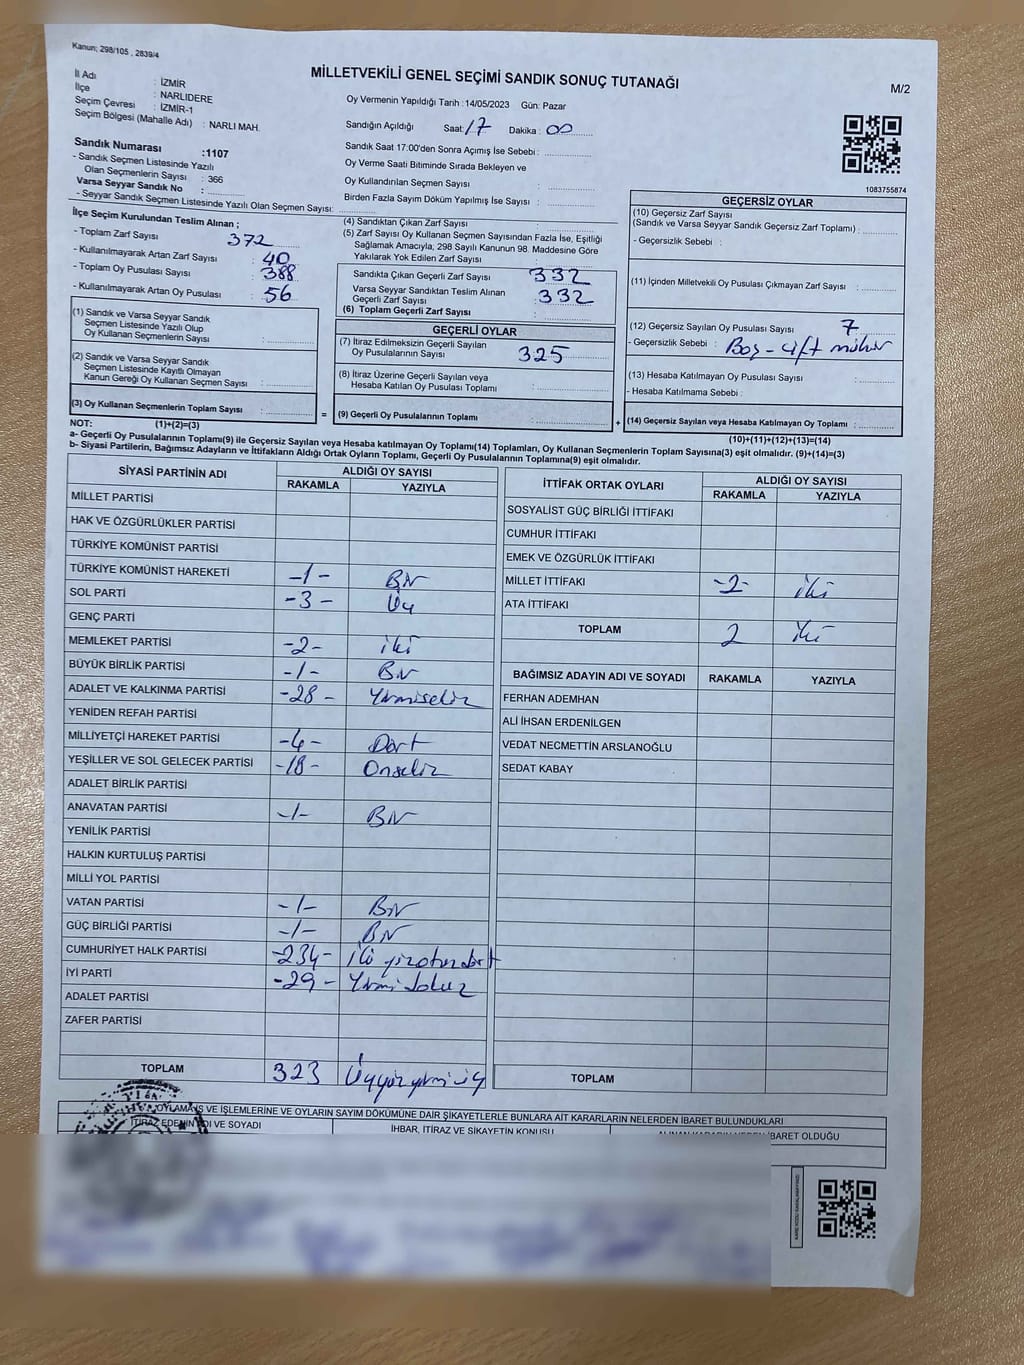 Kanun; 298/105 , 2839/4
MİLLETVEKİLİ GENEL SEÇİMİ SANDIK SONUÇ TUTANAĞI
M/2
İl Adı : İZMİR
İlçe : NARLIDERE
Seçim Çevresi : İZMİR-1
Seçim Bölgesi (Mahalle Adı) : NARLI MAH.
Sandık Numarası :1107
- Sandık Seçmen Listesinde Yazılı
Olan Seçmenlerin Sayısı : 366
Varsa Seyyar Sandık No :
- Seyyar Sandık Seçmen Listesinde Yazılı Olan Seçmen Sayısı:
Oy Vermenin Yapıldığı Tarih :14/05/2023 Gün: Pazar
Sandığın Açıldığı Saat: 17 Dakika : 00
Sandık Saat 17:00'den Sonra Açımış İse Sebebi :
Oy Verme Saati Bitiminde Sırada Bekleyen ve
Oy Kullandırılan Seçmen Sayısı :
Birden Fazla Sayım Döküm Yapılmış İse Sayısı :
1083755874
İlçe Seçim Kurulundan Teslim Alınan ;
- Toplam Zarf Sayısı : 372
- Kullanılmayarak Artan Zarf Sayısı : 40
- Toplam Oy Pusulası Sayısı : 388
- Kullanılmayarak Artan Oy Pusulası : 56
(1) Sandık ve Varsa Seyyar Sandık
Seçmen Listesinde Yazılı Olup
Oy Kullanan Seçmenlerin Sayısı :
(2) Sandık ve Varsa Seyyar Sandık
Seçmen Listesinde Kayıtlı Olmayan
Kanun Gereği Oy Kullanan Seçmen Sayısı :
(3) Oy Kullanan Seçmenlerin Toplam Sayısı :
(4) Sandıktan Çıkan Zarf Sayısı :
(5) Zarf Sayısı Oy Kullanan Seçmen Sayısından Fazla İse, Eşitliği
Sağlamak Amacıyla, 298 Sayılı Kanunun 98. Maddesine Göre
Yakılarak Yok Edilen Zarf Sayısı :
Sandıkta Çıkan Geçerli Zarf Sayısı : 332
Varsa Seyyar Sandıktan Teslim Alınan
Geçerli Zarf Sayısı : 332
(6) Toplam Geçerli Zarf Sayısı :
GEÇERLİ OYLAR
(7) İtiraz Edilmeksizin Geçerli Sayılan
Oy Pusulalarının Sayısı : 325
(8) İtiraz Üzerine Geçerli Sayılan veya
Hesaba Katılan Oy Pusulası Toplamı :
= (9) Geçerli Oy Pusulalarının Toplamı :
GEÇERSİZ OYLAR
(10) Geçersiz Zarf Sayısı
(Sandık ve Varsa Seyyar Sandık Geçersiz Zarf Toplamı) :
- Geçersizlik Sebebi :
(11) İçinden Milletvekili Oy Pusulası Çıkmayan Zarf Sayısı :
(12) Geçersiz Sayılan Oy Pusulası Sayısı : 7
- Geçersizlik Sebebi : Boş - çift mühür
(13) Hesaba Katılmayan Oy Pusulası Sayısı :
- Hesaba Katılmama Sebebi :
+ (14) Geçersiz Sayılan veya Hesaba Katılmayan Oy Toplamı :
NOT: (1)+(2)=(3)
(10)+(11)+(12)+(13)=(14)
a- Geçerli Oy Pusulalarının Toplamı(9) ile Geçersiz Sayılan veya Hesaba katılmayan Oy Toplamı(14) Toplamları, Oy Kullanan Seçmenlerin Toplam Sayısına(3) eşit olmalıdır. (9)+(14)=(3)
b- Siyasi Partilerin, Bağımsız Adayların ve İttifakların Aldığı Ortak Oyların Toplamı, Geçerli Oy Pusulalarının Toplamına(9) eşit olmalıdır.
SİYASİ PARTİNİN ADI ALDIĞI OY SAYISI
RAKAMLA YAZIYLA
MİLLET PARTİSİ
HAK VE ÖZGÜRLÜKLER PARTİSİ
TÜRKİYE KOMÜNİST PARTİSİ
TÜRKİYE KOMÜNİST HAREKETİ -1- Bir
SOL PARTİ -3- Üç
GENÇ PARTİ
MEMLEKET PARTİSİ -2- iki
BÜYÜK BİRLİK PARTİSİ -1- Bir
ADALET VE KALKINMA PARTİSİ -28- Yirmisekiz
YENİDEN REFAH PARTİSİ
MİLLİYETÇİ HAREKET PARTİSİ -4- Dört
YEŞİLLER VE SOL GELECEK PARTİSİ -18- Onsekiz
ADALET BİRLİK PARTİSİ
ANAVATAN PARTİSİ -1- Bir
YENİLİK PARTİSİ
HALKIN KURTULUŞ PARTİSİ
MİLLİ YOL PARTİSİ
VATAN PARTİSİ -1- Bir
GÜÇ BİRLİĞİ PARTİSİ -1- Bir
CUMHURİYET HALK PARTİSİ -234- iki yüzotuzdört
İYİ PARTİ -29- Yirmidokuz
ADALET PARTİSİ
ZAFER PARTİSİ
TOPLAM 323 Üçyüzyirmiüç
İTTİFAK ORTAK OYLARI ALDIĞI OY SAYISI
RAKAMLA YAZIYLA
SOSYALİST GÜÇ BİRLİĞİ İTTİFAKI
CUMHUR İTTİFAKI
EMEK VE ÖZGÜRLÜK İTTİFAKI
MİLLET İTTİFAKI -2- iki
ATA İTTİFAKI
TOPLAM 2 iki
BAĞIMSIZ ADAYIN ADI VE SOYADI RAKAMLA YAZIYLA
FERHAN ADEMHAN
ALİ İHSAN ERDENİLGEN
VEDAT NECMETTİN ARSLANOĞLU
SEDAT KABAY
TOPLAM
OYLAMA İŞ VE İŞLEMLERİNE VE OYLARIN SAYIM DÖKÜMÜNE DAİR ŞİKAYETLERLE BUNLARA AİT KARARLARIN NELERDEN İBARET BULUNDUKLARI
İTİRAZ EDENİN ADI VE SOYADI İHBAR, İTİRAZ VE ŞİKAYETİN KONUSU ALINAN KARARIN NEDEN İBARET OLDUĞU